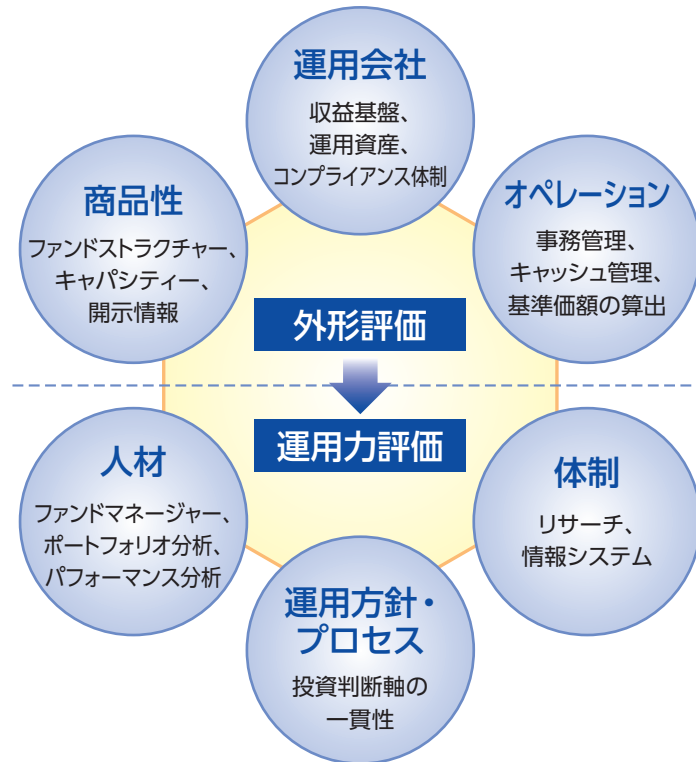 運用会社
収益基盤、
運用資産、
コンプライアンス体制
商品性
ファンドストラクチャー、
キャパシティー、
開示情報
オペレーション
事務管理、
キャッシュ管理、
基準価額の算出
外形評価
運用力評価
人材
ファンドマネージャー、
ポートフォリオ分析、
パフォーマンス分析
体制
リサーチ、
情報システム
運用方針・
プロセス
投資判断軸の
一貫性